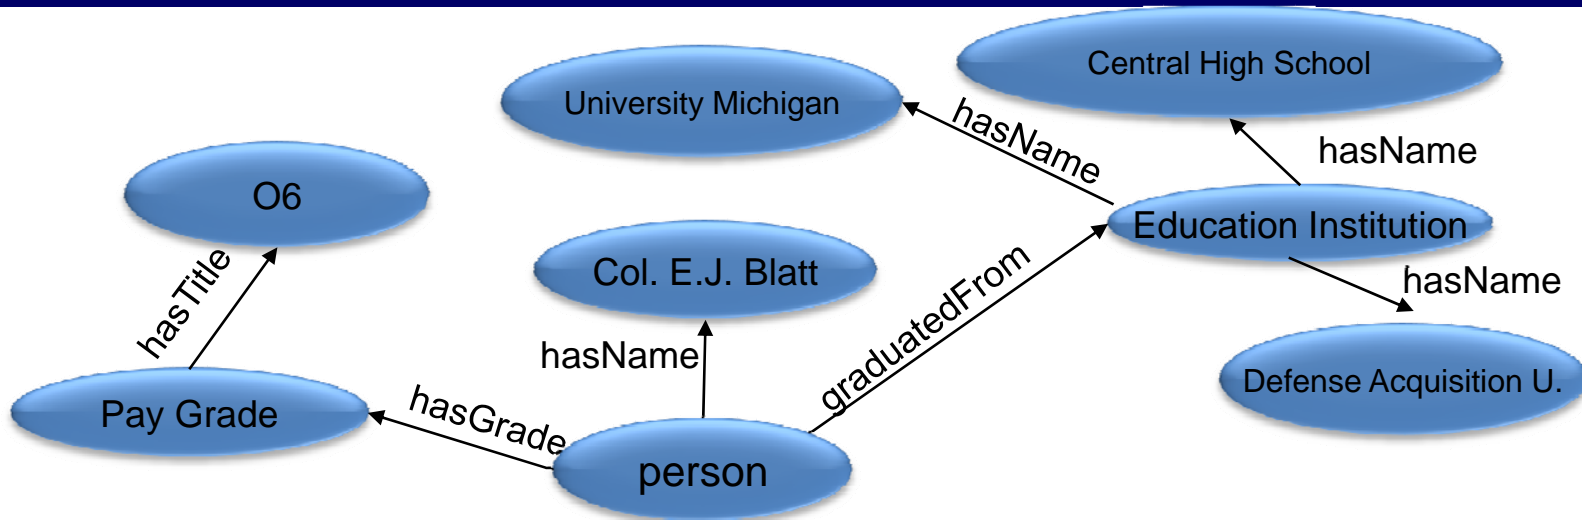 Central High School
University Michigan
hasName
hasName
O6
Education Institution
hasTitle
Col. E.J. Blatt
graduatedFrom
hasName
hasName
Defense Acquisition U.
Pay Grade
hasGrade
person